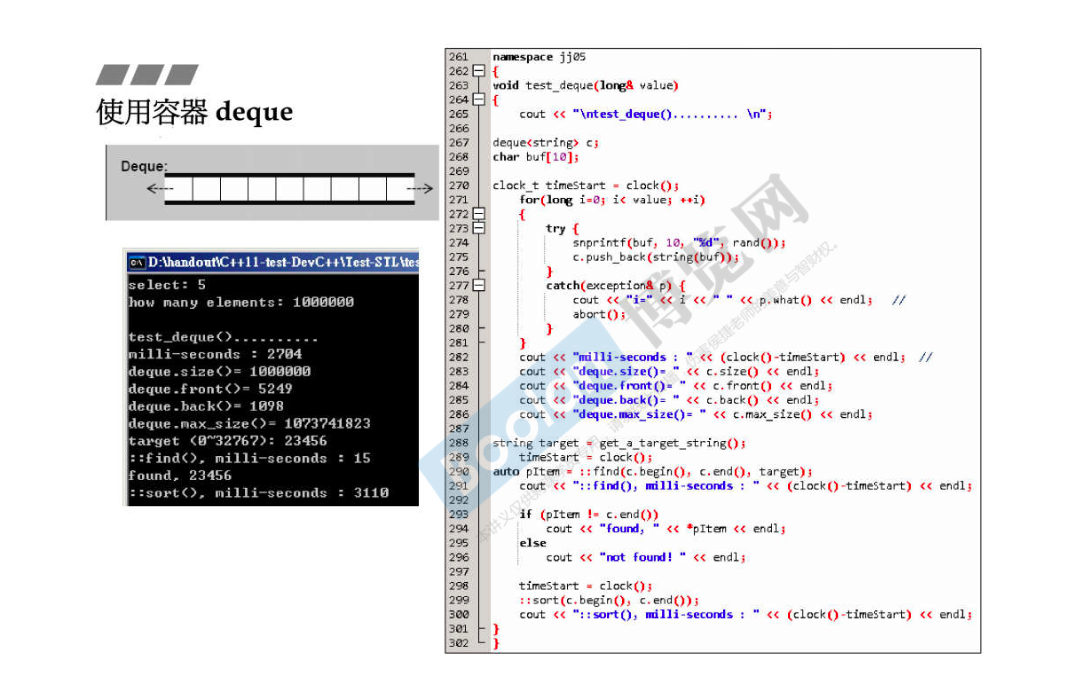 使用容器 deque
Deque:
D:\handout\C++11-test-DevC++\Test-STL\tes
select: 5
how many elements: 1000000
test_deque()..........
milli-seconds : 2704
deque.size()= 1000000
deque.front()= 5249
deque.back()= 1098
deque.max_size()= 1073741823
target (0~32767): 23456
::find(), milli-seconds : 15
found, 23456
::sort(), milli-seconds : 3110
261 namespace jj05
262 {
263 void test_deque(long& value)
264 {
265 cout << "\ntest_deque().......... \n";
266
267 deque<string> c;
268 char buf[10];
269
270 clock_t timeStart = clock();
271 for(long i=0; i< value; ++i)
272 {
273 try {
274 snprintf(buf, 10, "%d", rand());
275 c.push_back(string(buf));
276 }
277 catch(exception& p) {
278 cout << "i=" << i << " " << p.what() << endl; //
279 abort();
280 }
281 }
282 cout << "milli-seconds : " << (clock()-timeStart) << endl; //
283 cout << "deque.size()= " << c.size() << endl;
284 cout << "deque.front()= " << c.front() << endl;
285 cout << "deque.back()= " << c.back() << endl;
286 cout << "deque.max_size()= " << c.max_size() << endl;
287
288 string target = get_a_target_string();
289 timeStart = clock();
290 auto pItem = ::find(c.begin(), c.end(), target);
291 cout << "::find(), milli-seconds : " << (clock()-timeStart) << endl;
292
293 if (pItem != c.end())
294 cout << "found, " << *pItem << endl;
295 else
296 cout << "not found! " << endl;
297
298 timeStart = clock();
299 ::sort(c.begin(), c.end());
300 cout << "::sort(), milli-seconds : " << (clock()-timeStart) << endl;
301 }
302 }
Boolan
博览网